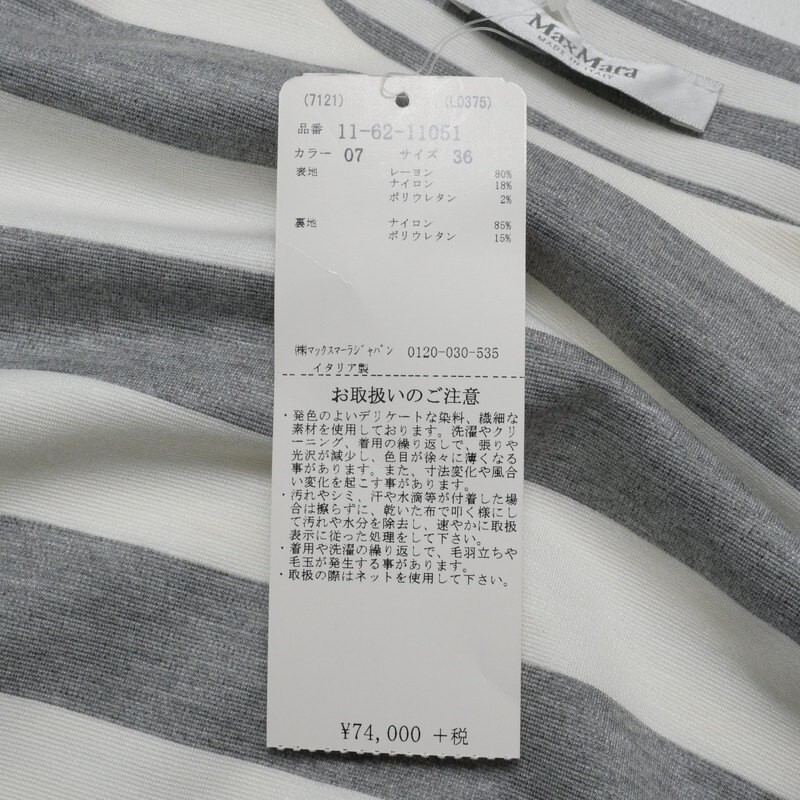 MaxMara
MADE IN ITALY
(7121) (L0375)
品番 11-62-11051
カラー 07 サイズ 36
表地 レーヨン 80%
ナイロン 18%
ポリウレタン 2%
裏地 ナイロン 85%
ポリウレタン 15%
㈱マックスマーラジャパン 0120-030-535
イタリア製
お取扱いのご注意
・発色のよいデリケートな染料、繊細な
素材を使用しております。洗濯やクリ
ーニング、着用の繰り返しで、張りや
光沢が減少し、色目が徐々に薄くなる
事があります。また、寸法変化や風合
い変化を起こす事があります。
・汚れやシミ、汗や水滴等が付着した場
合は擦らずに、乾いた布で叩く様にし
て汚れや水分を除去し、速やかに取扱
表示に従った処理をして下さい。
・着用や洗濯の繰り返しで、毛羽立ちや
毛玉が発生する事があります。
・取扱の際はネットを使用して下さい。
¥74,000 +税